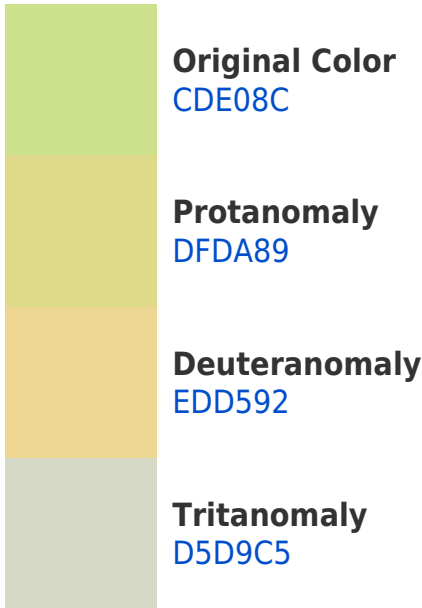 Original Color
CDE08C
Protanomaly
DFDA89
Deuteranomaly
EDD592
Tritanomaly
D5D9C5